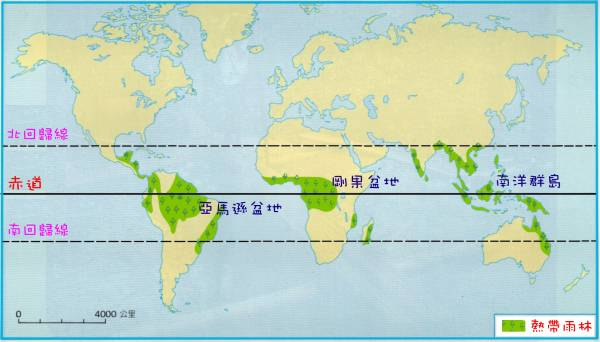 北回歸線
剛果盆地
南洋群島
赤道
亞馬遜盆地
南回歸線
0 4000 公里
熱帶雨林